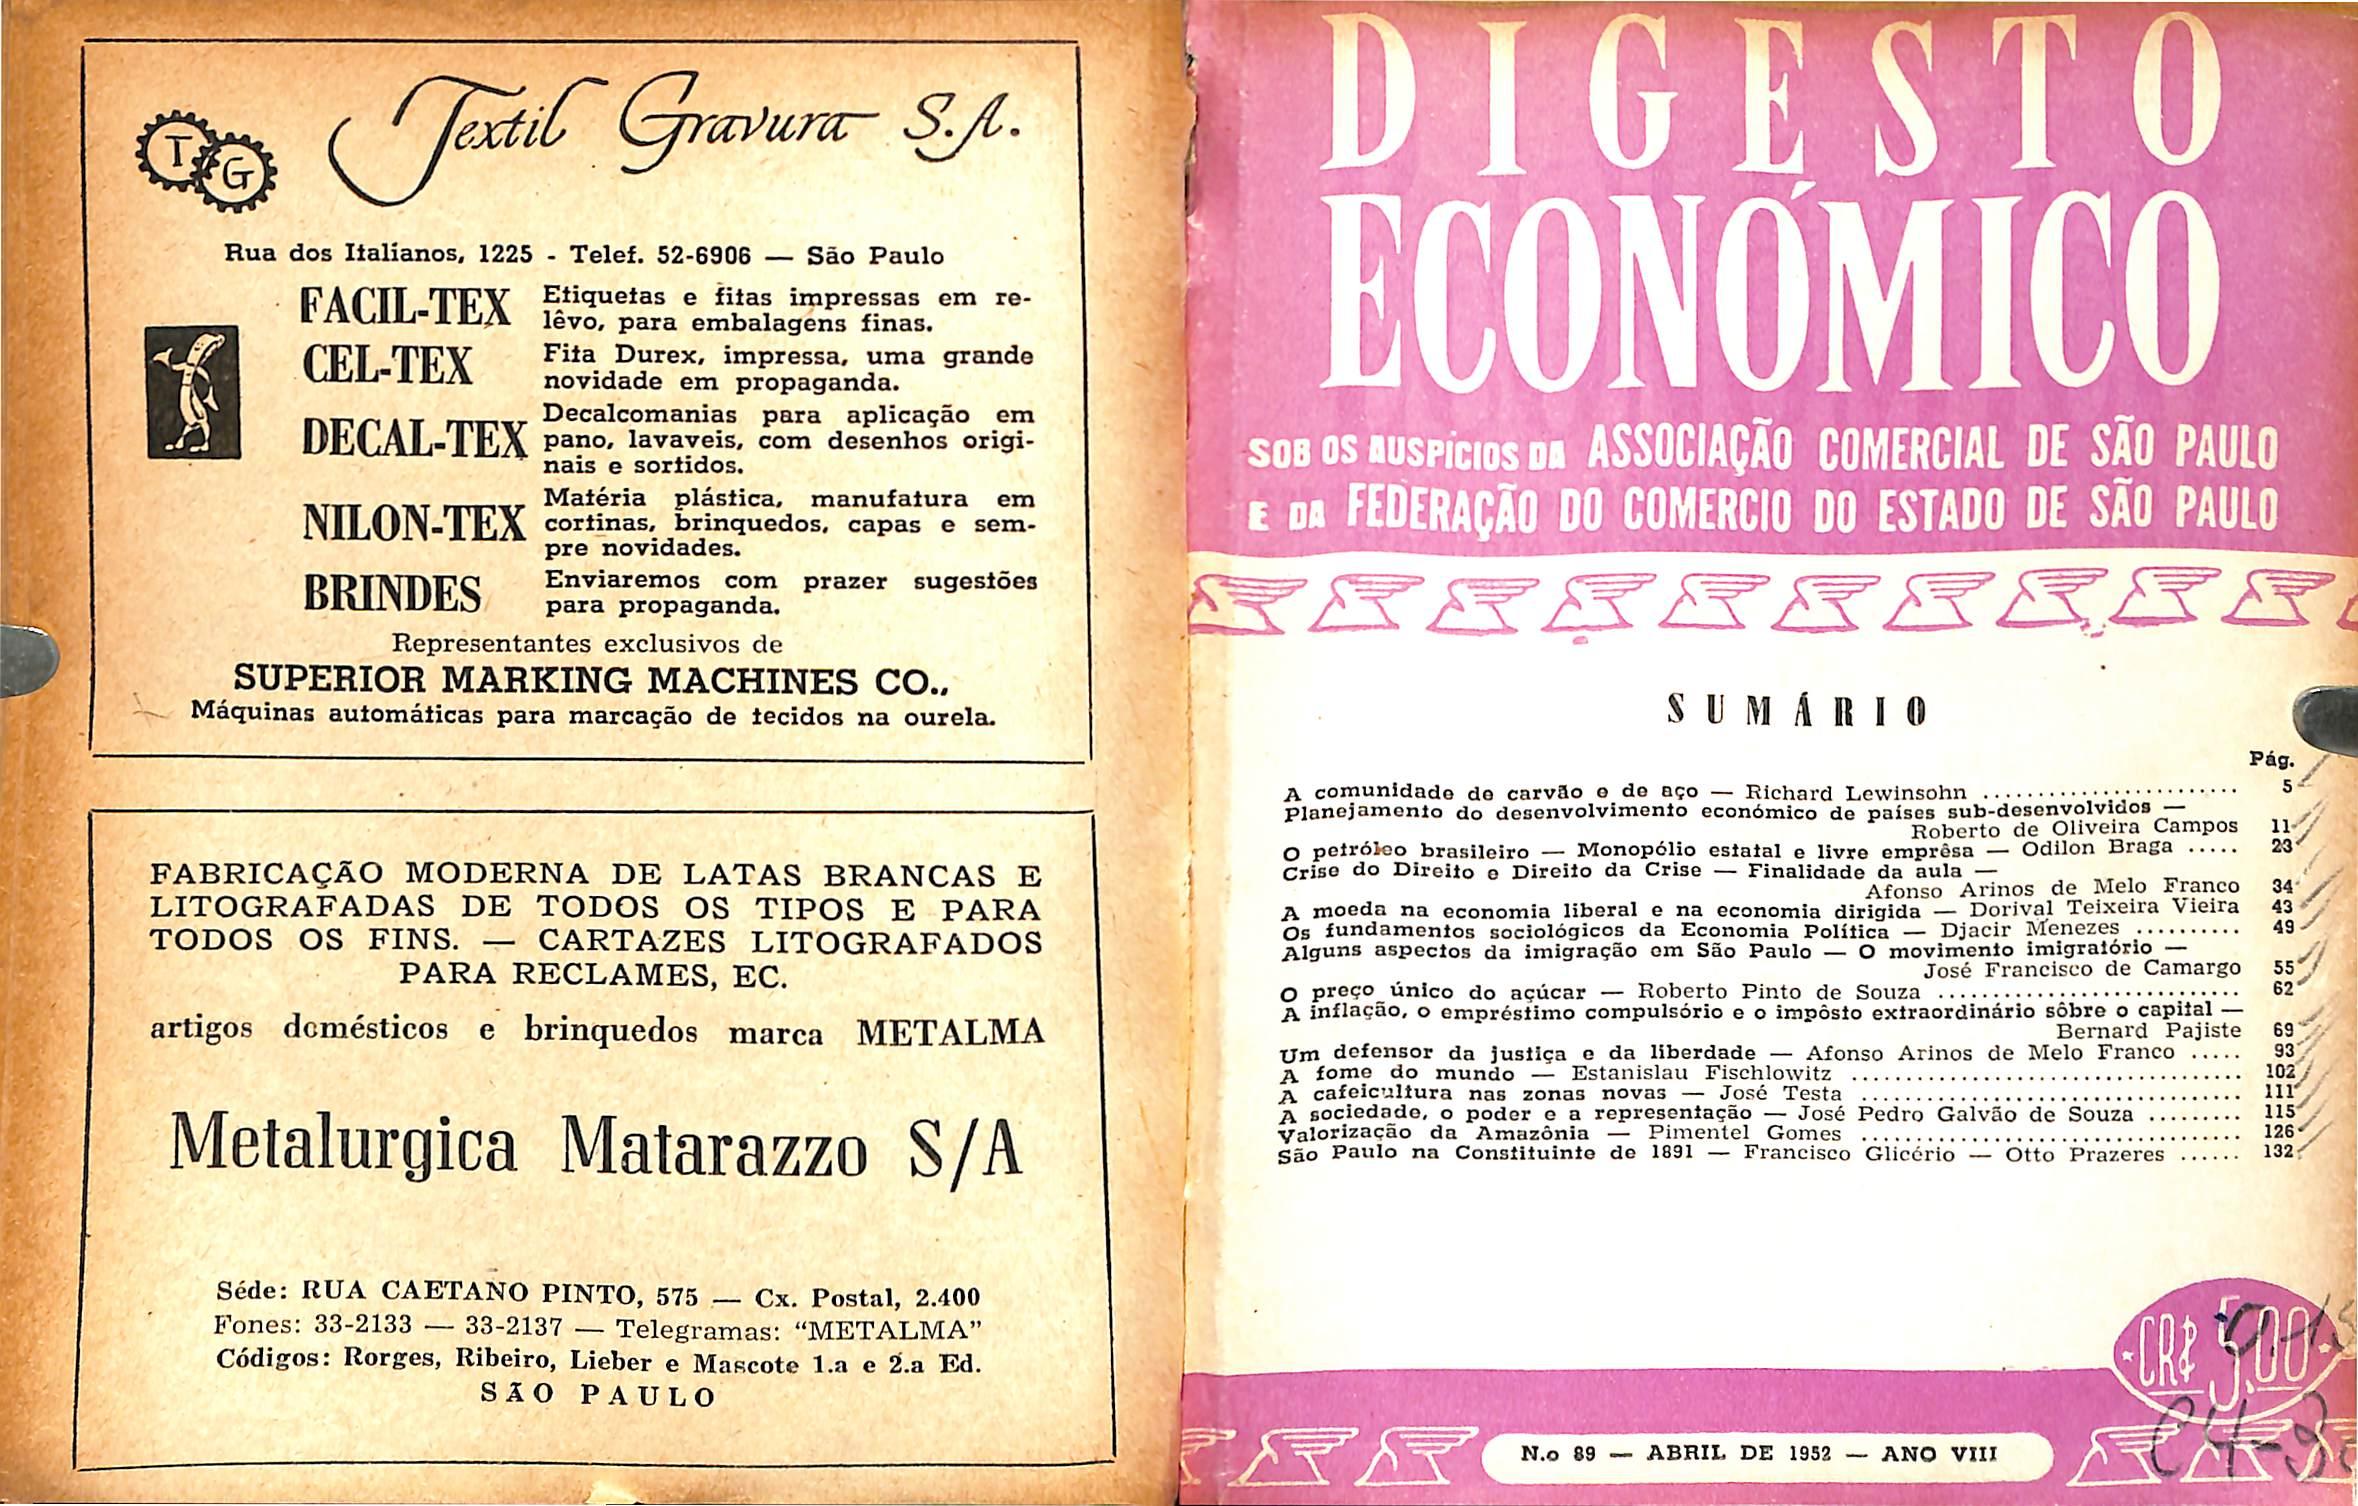 T G
Textil Gravura S.A.
Rua dos Italianos, 1225 - Telef. 52-6906 — São Paulo
FACIL-TEX Etiquetas e fitas impressas em re-
lêvo, para embalagens finas.
CEL-TEX Fita Durex, impressa, uma grande
novidade em propaganda.
DECAL-TEX Decalcomanias para aplicação em
pano, lavaveis, com desenhos origi-
nais e sortidos.
NILON-TEX Matéria plástica, manufatura em
cortinas, brinquedos, capas e sem-
pre novidades.
BRINDES Enviaremos com prazer sugestões
para propaganda.
Representantes exclusivos de
SUPERIOR MARKING MACHINES CO.,
Máquinas automáticas para marcação de tecidos na ourela.
FABRICAÇÃO MODERNA DE LATAS BRANCAS E
LITOGRAFADAS DE TODOS OS TIPOS E PARA
TODOS OS FINS. — CARTAZES LITOGRAFADOS
PARA RECLAMES, EC.
artigos domésticos e brinquedos marca METALMA
Metalurgica Matarazzo S/A
Séde: RUA CAETANO PINTO, 575 — Cx. Postal, 2.400
Fones: 33-2133 — 33-2137 — Telegramas: “METALMA”
Códigos: Rorges, Ribeiro, Lieber e Mascote 1.a e 2.a Ed.
SÃO PAULO
DIGESTO
ECONÓMICO
SOB OS AUSPÍCIOS DA ASSOCIAÇÃO COMERCIAL DE SÃO PAULO
E DA FEDERAÇÃO DO COMERCIO DO ESTADO DE SÃO PAULO
SUMÁRIO
Pág.
A comunidade de carvão e de aço — Richard Lewinsohn ........................ 5
Planejamento do desenvolvimento económico de países sub-desenvolvidos —
Roberto de Oliveira Campos 11
O petróleo brasileiro — Monopólio estatal e livre emprêsa — Odilon Braga ..... 23
Crise do Direito e Direito da Crise — Finalidade da aula —
Afonso Arinos de Melo Franco 34
A moeda na economia liberal e na economia dirigida — Dorival Teixeira Vieira 43
Os fundamentos sociológicos da Economia Política — Djacir Menezes .......... 49
Alguns aspectos da imigração em São Paulo — O movimento imigratório —
José Francisco de Camargo 55
O preço único do açúcar — Roberto Pinto de Souza ............................ 62
A inflação, o empréstimo compulsório e o impôsto extraordinário sôbre o capital —
Bernard Pajiste 69
Um defensor da justiça e da liberdade — Afonso Arinos de Melo Franco ..... 93
A fome do mundo — Estanislau Fischlowitz .................................... 102
A cafeicultura nas zonas novas — José Testa ................................... 111
A sociedade, o poder e a representação — José Pedro Galvão de Souza ......... 115
Valorização da Amazônia — Pimentel Gomes ................................... 126
São Paulo na Constituinte de 1891 — Francisco Glicério — Otto Prazeres ...... 132
CR$ 5,00
N.o 89 — ABRIL DE 1952 — ANO VIII